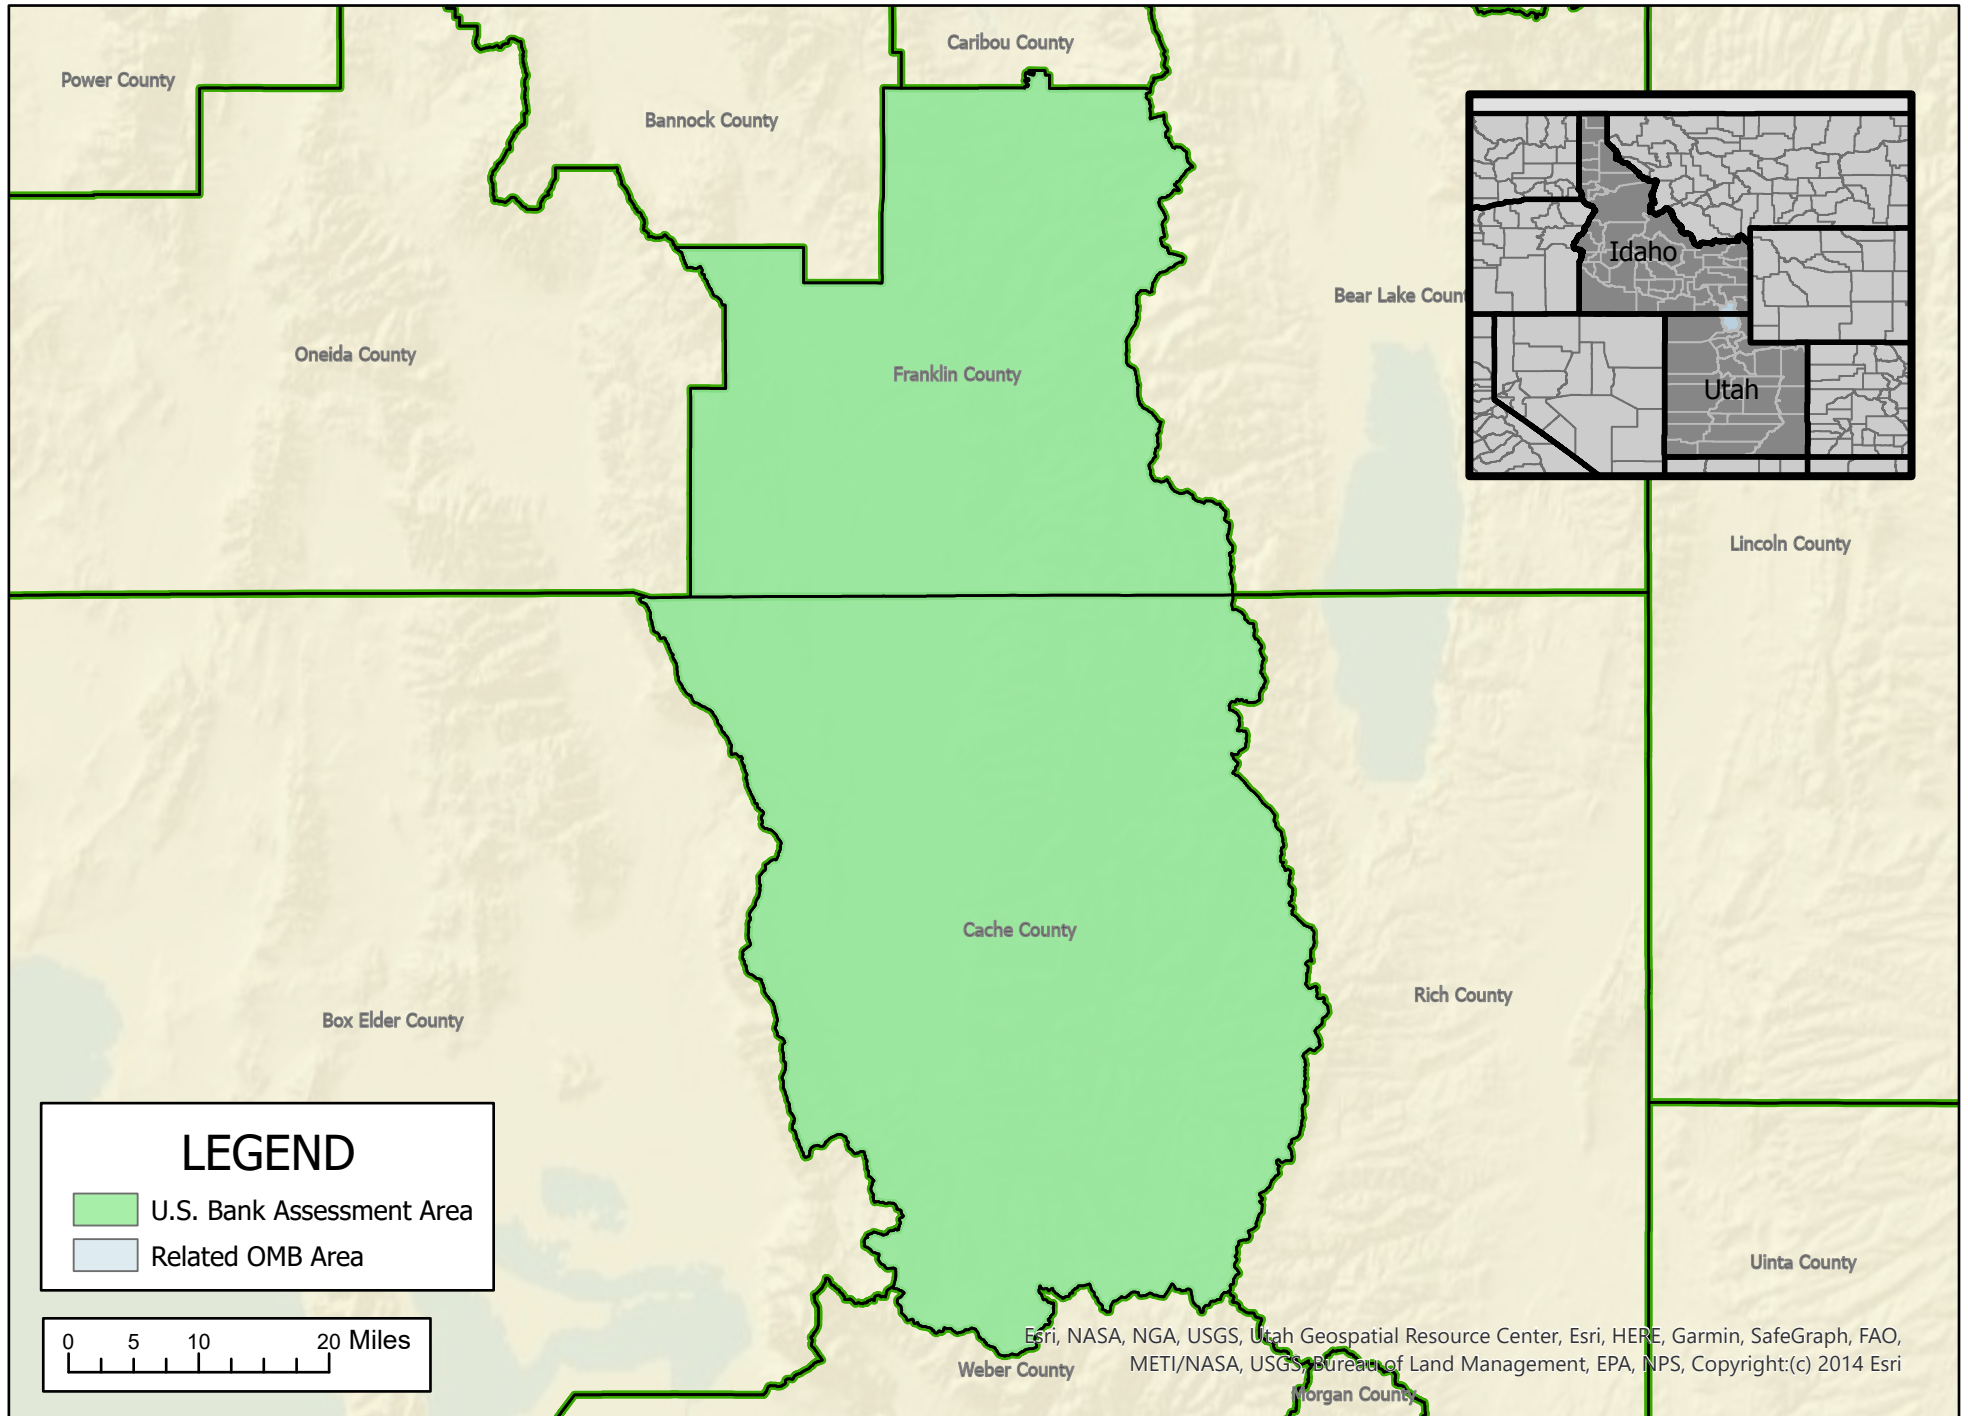 Caribou County
Power County
Bannock County
Idaho
Bear Lake Count
Oneida County
Franklin County
Utah
Lincoln County
Cache County
Rich County
Box Elder County
LEGEND
U.S. Bank Assessment Area
Related OMB Area
Uinta County
0 5 10 20 Miles
Esri, NASA, NGA, USGS, Utah Geospatial Resource Center, Esri, HERE, Garmin, SafeGraph, FAO,
METI/NASA, USGS, Bureau of Land Management, EPA, NPS, Copyright:(c) 2014 Esri
Weber County
Morgan County